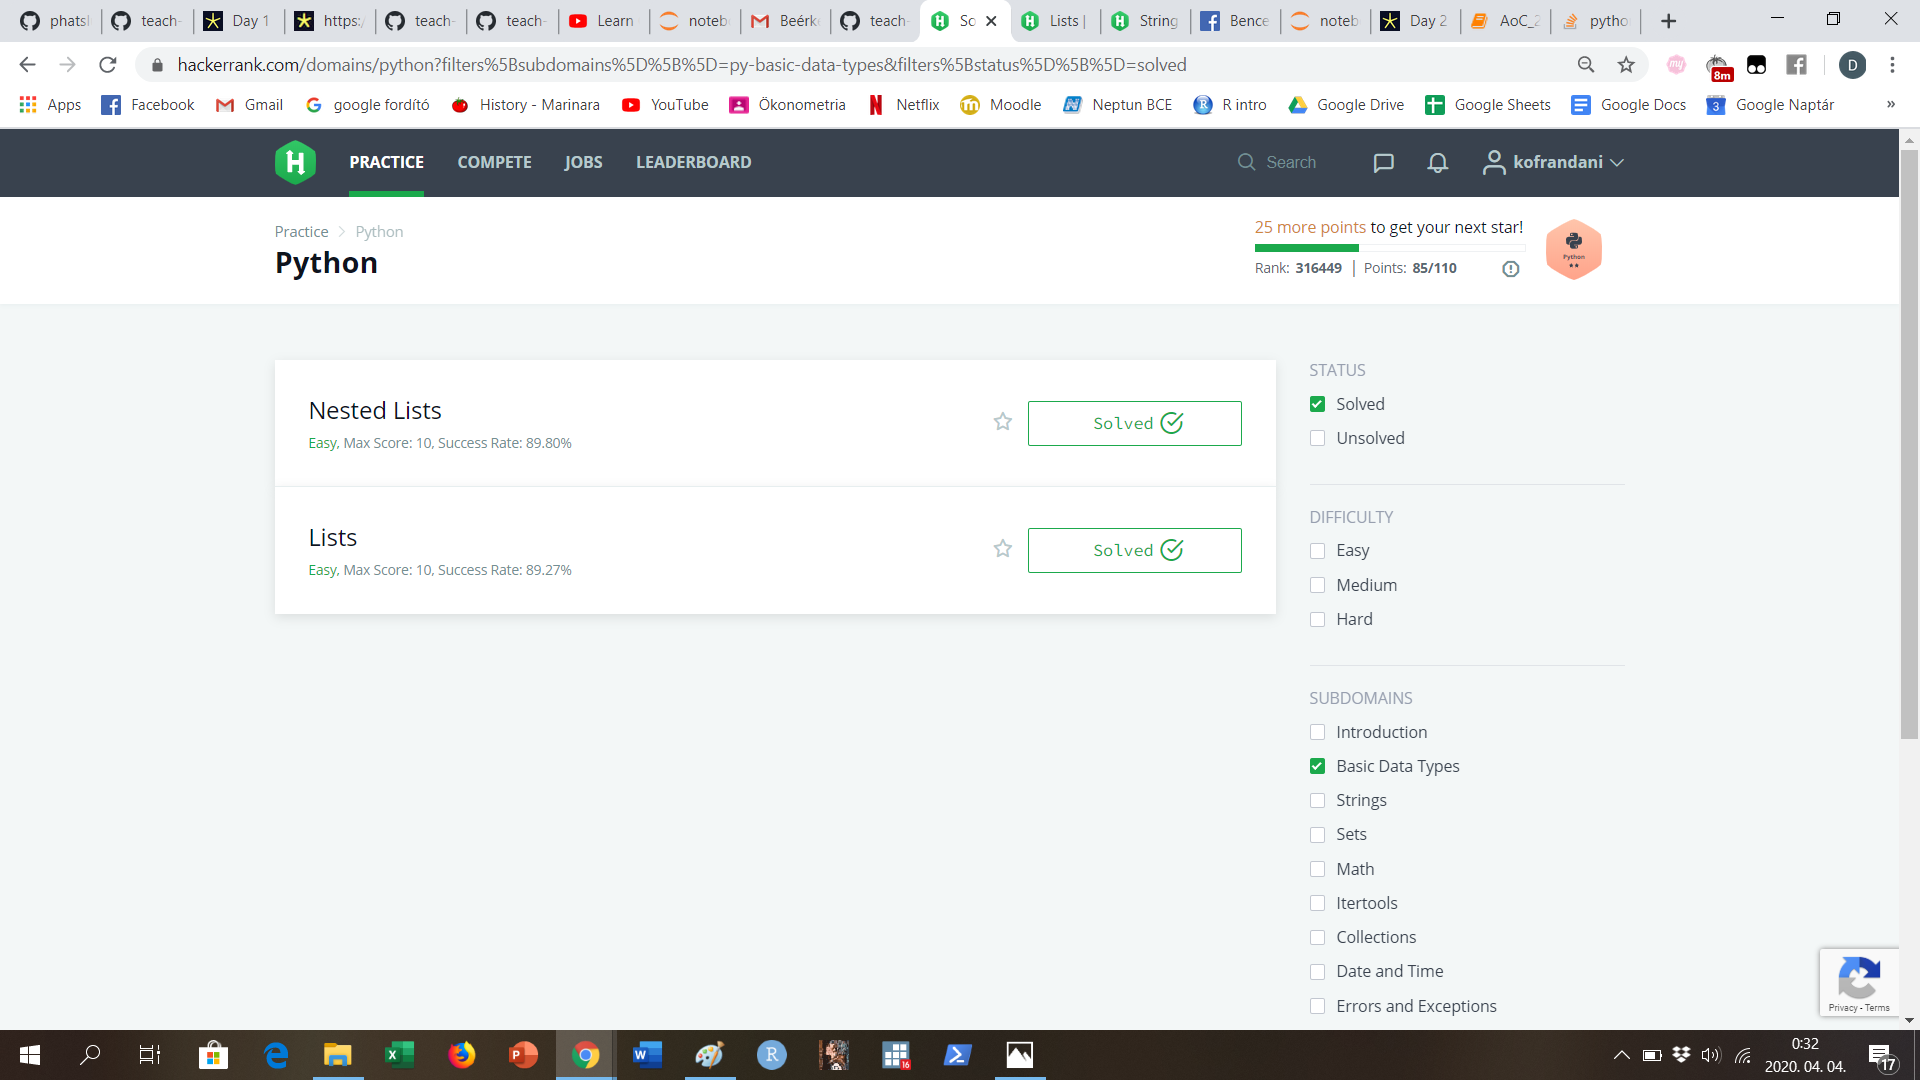 phatsl teach- Day 1 https:/ teach- teach- Learn noteb Beérke teach- So Lists | String Bence noteb Day 2 AoC_2 pytho
hackerrank.com/domains/python?filters%5Bsubdomains%5D%5B%5D=py-basic-data-types&filters%5Bstatus%5D%5B%5D=solved
8m
D
Apps Facebook Gmail google fordító History - Marinara YouTube Ökonometria Netflix Moodle Neptun BCE R intro Google Drive Google Sheets Google Docs Google Naptár »
PRACTICE COMPETE JOBS LEADERBOARD Search kofrandani
Practice Python
Python
25 more points to get your next star!
Rank: 316449 | Points: 85/110
Python
Nested Lists
Easy, Max Score: 10, Success Rate: 89.80%
Solved
Lists
Easy, Max Score: 10, Success Rate: 89.27%
Solved
STATUS
Solved
Unsolved
DIFFICULTY
Easy
Medium
Hard
SUBDOMAINS
Introduction
Basic Data Types
Strings
Sets
Math
Itertools
Collections
Date and Time
Errors and Exceptions
Privacy - Terms
16
0:32
2020. 04. 04.
17